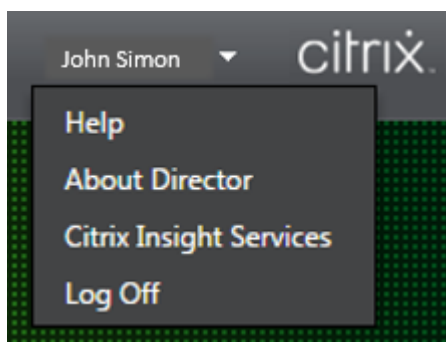 John Simon
citrix
Help
About Director
Citrix Insight Services
Log Off